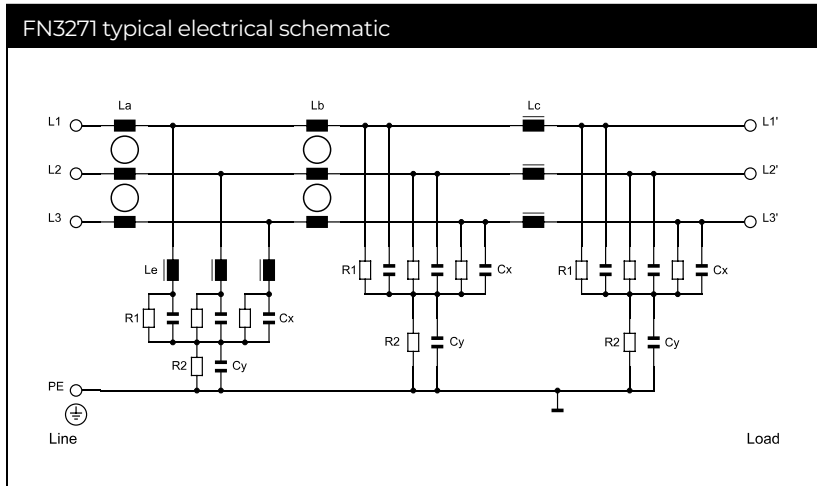 FN3271 typical electrical schematic
La Lb Lc
L1 L1'
L2 L2'
L3 L3'
Le R1 Cx R1 Cx
R1 Cx
R2 Cy R2 Cy
R2 Cy
PE
Line Load